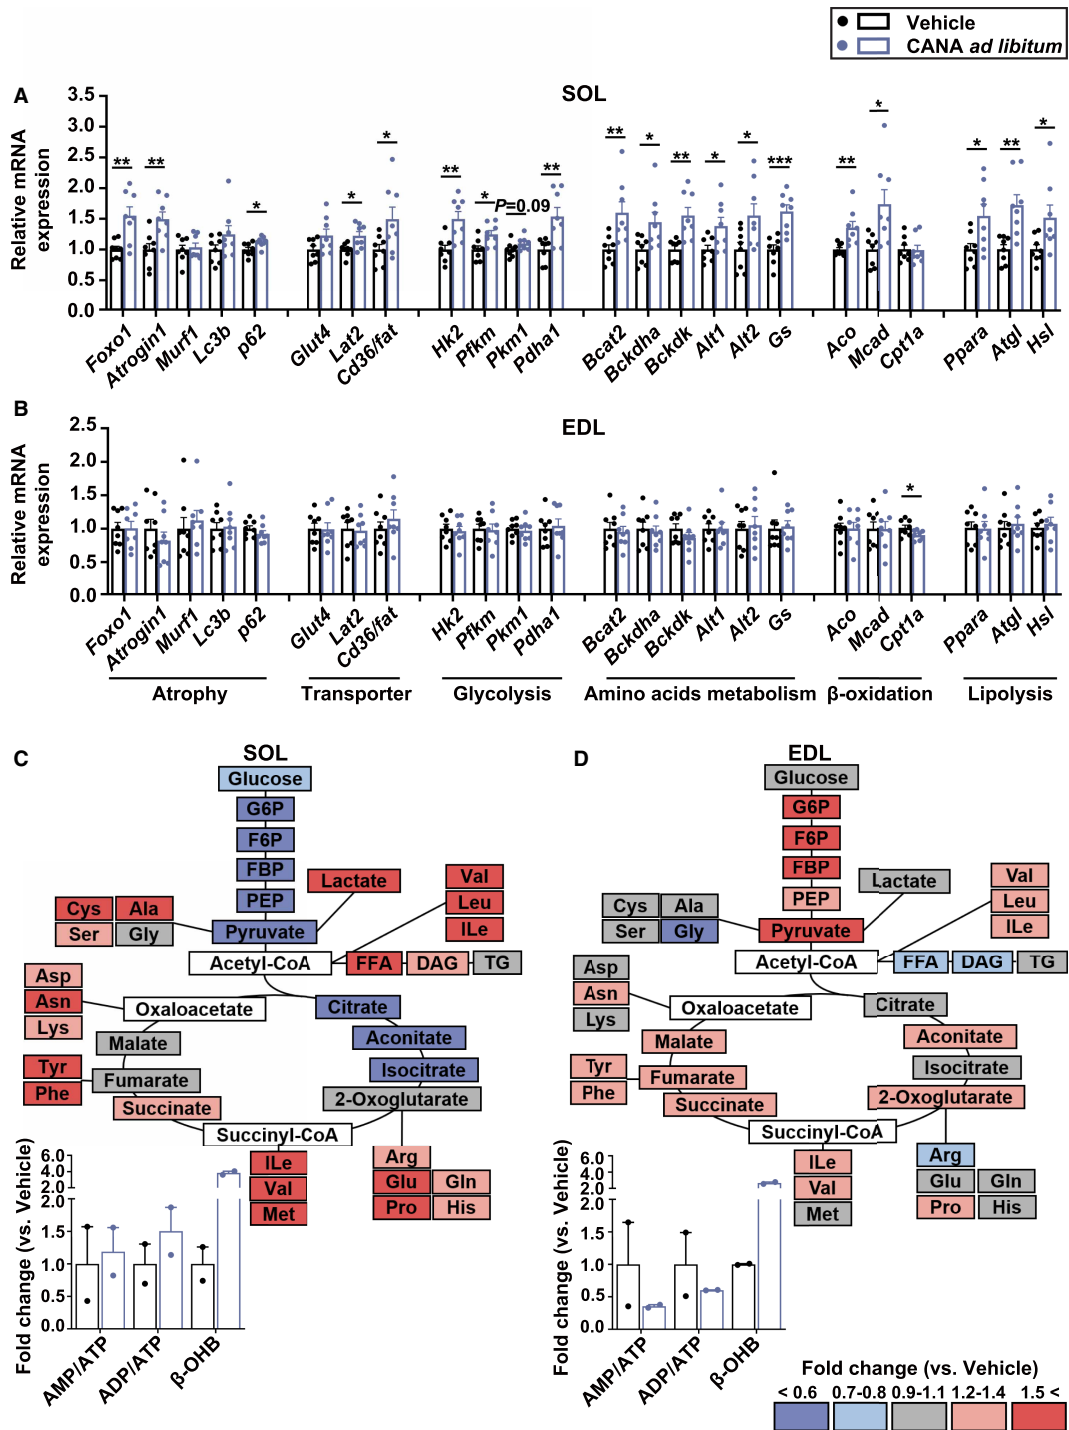 Vehicle
CANA ad libitum
A
SOL
Relative mRNA
expression
3.5
3.0
2.5
2.0
1.5
1.0
0.5
0.0
** ** * * * ** * P=0.09 ** ** * ** * * *** ** * * ** *
Foxo1 Atrogin1 Murf1 Lc3b p62 Glut4 Lat2 Cd36/fat Hk2 Pfkm Pkm1 Pdha1 Bcat2 Bckdha Bckdk Alt1 Alt2 Gs Aco Mcad Cpt1a Ppara Atgl Hsl
B
EDL
Relative mRNA
expression
2.5
2.0
1.5
1.0
0.5
0.0
*
Foxo1 Atrogin1 Murf1 Lc3b p62 Glut4 Lat2 Cd36/fat Hk2 Pfkm Pkm1 Pdha1 Bcat2 Bckdha Bckdk Alt1 Alt2 Gs Aco Mcad Cpt1a Ppara Atgl Hsl
Atrophy Transporter Glycolysis Amino acids metabolism β-oxidation Lipolysis
C
SOL
Glucose
G6P
F6P
FBP
PEP
Lactate
Val
Leu
ILe
Cys Ala
Ser Gly
Pyruvate
Acetyl-CoA FFA DAG TG
Asp
Asn
Lys
Oxaloacetate
Citrate
Malate
Aconitate
Tyr
Phe
Fumarate
Isocitrate
Succinate
2-Oxoglutarate
Succinyl-CoA
ILe
Val
Met
Arg
Glu Gln
Pro His
Fold change (vs. Vehicle)
6.0
4.0
2.0
2.0
1.5
1.0
0.5
0.0
AMP/ATP ADP/ATP β-OHB
D
EDL
Glucose
G6P
F6P
FBP
PEP
Lactate
Val
Leu
ILe
Cys Ala
Ser Gly
Pyruvate
Acetyl-CoA FFA DAG TG
Asp
Asn
Lys
Oxaloacetate
Citrate
Malate
Aconitate
Tyr
Phe
Fumarate
Isocitrate
Succinate
2-Oxoglutarate
Succinyl-CoA
ILe
Val
Met
Arg
Glu Gln
Pro His
Fold change (vs. Vehicle)
6.0
4.0
2.0
2.0
1.5
1.0
0.5
0.0
AMP/ATP ADP/ATP β-OHB
Fold change (vs. Vehicle)
< 0.6 0.7-0.8 0.9-1.1 1.2-1.4 1.5 <